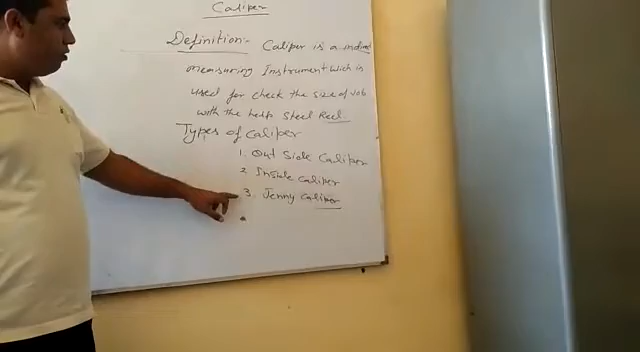 Caliper
Definition:- Caliper is a indirect
measuring Instrument wich is
used for check the size of job
with the help Steel Reel.
Types of caliper
1. Out Side Caliper
2 Inside caliper
3. Jenny caliper